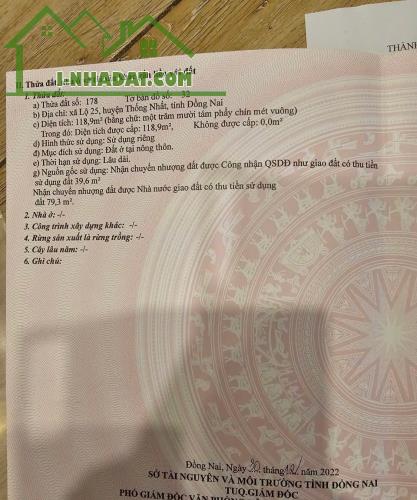 I-NHADAT.COM
THÀNH
II. Thửa đất
1. Thửa đất:
a) Thửa đất số: 178 Tờ bản đồ số: 32
b) Địa chỉ: xã Lộ 25, huyện Thống Nhất, tỉnh Đồng Nai
c) Diện tích: 118,9m² (bằng chữ: một trăm mười tám phẩy chín mét vuông)
Trong đó: Diện tích được cấp: 118,9m², Không được cấp: 0,0m²
d) Hình thức sử dụng: Sử dụng riêng
đ) Mục đích sử dụng: Đất ở tại nông thôn.
e) Thời hạn sử dụng: Lâu dài.
g) Nguồn gốc sử dụng: Nhận chuyển nhượng đất được Công nhận QSDĐ như giao đất có thu tiền
sử dụng đất 39,6 m²
Nhận chuyển nhượng đất được Nhà nước giao đất có thu tiền sử dụng
đất 79,3 m².
2. Nhà ở: -/-
3. Công trình xây dựng khác: -/-
4. Rừng sản xuất là rừng trồng: -/-
5. Cây lâu năm: -/-
6. Ghi chú:
Đồng Nai, Ngày tháng 12 năm 2022
SỞ TÀI NGUYÊN VÀ MÔI TRƯỜNG TỈNH ĐỒNG NAI
TUQ.GIÁM ĐỐC
PHÓ GIÁM ĐỐC VĂN PHÒNG